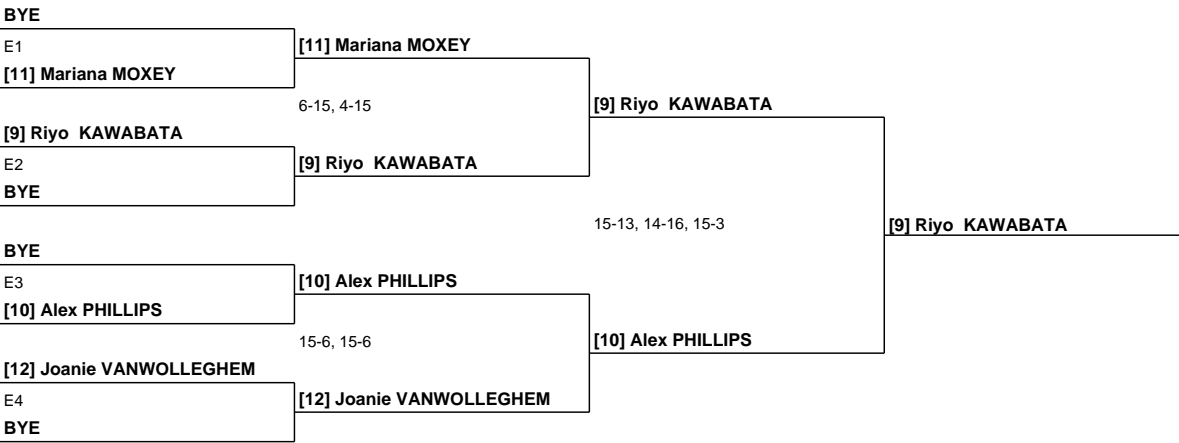 BYE
E1
[11] Mariana MOXEY
[11] Mariana MOXEY
6-15, 4-15
[9] Riyo KAWABATA
[9] Riyo KAWABATA
E2
[9] Riyo KAWABATA
BYE
15-13, 14-16, 15-3
[9] Riyo KAWABATA
BYE
E3
[10] Alex PHILLIPS
[10] Alex PHILLIPS
15-6, 15-6
[10] Alex PHILLIPS
[12] Joanie VANWOLLEGHEM
E4
[12] Joanie VANWOLLEGHEM
BYE